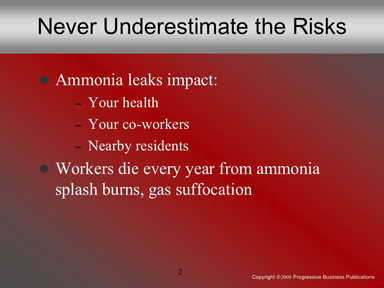 Never Underestimate the Risks
● Ammonia leaks impact:
– Your health
– Your co-workers
– Nearby residents
● Workers die every year from ammonia
splash burns, gas suffocation
2
Copyright ©2009 Progressive Business Publications